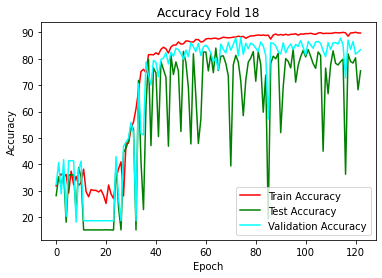 Accuracy Fold 18
Accuracy
90
80
70
60
50
40
30
20
Train Accuracy
Test Accuracy
Validation Accuracy
0 20 40 60 80 100 120
Epoch